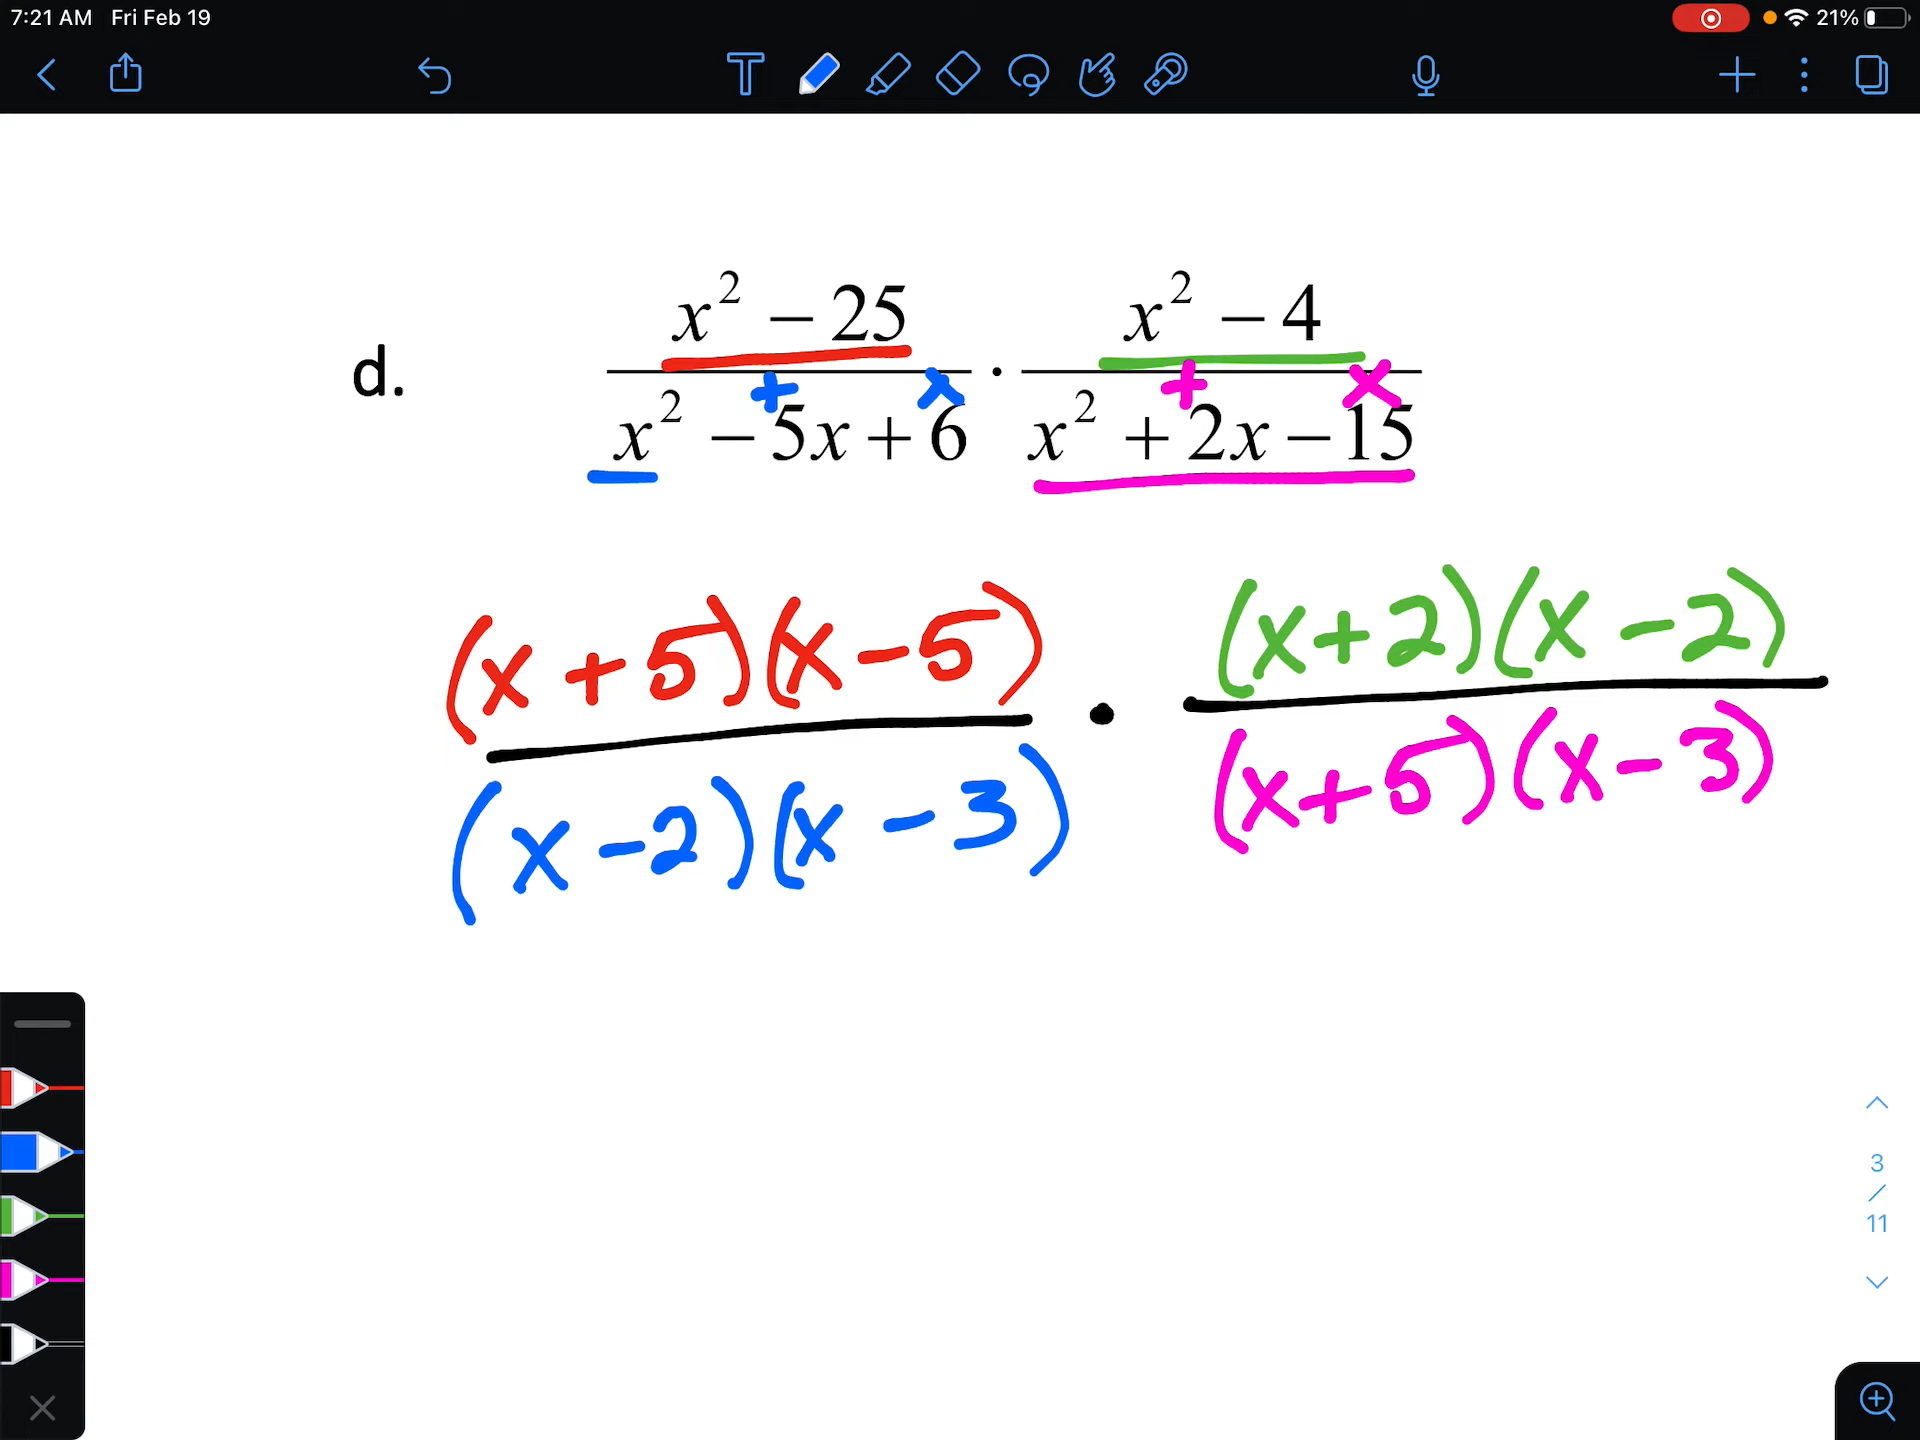 7:21 AM Fri Feb 19 21%
T
d. x² − 25 / x² − 5x + 6 · x² − 4 / x² + 2x − 15
+ x + x
(x + 5)(x − 5) / (x − 2)(x − 3) · (x + 2)(x − 2) / (x + 5)(x − 3)
3
/
11